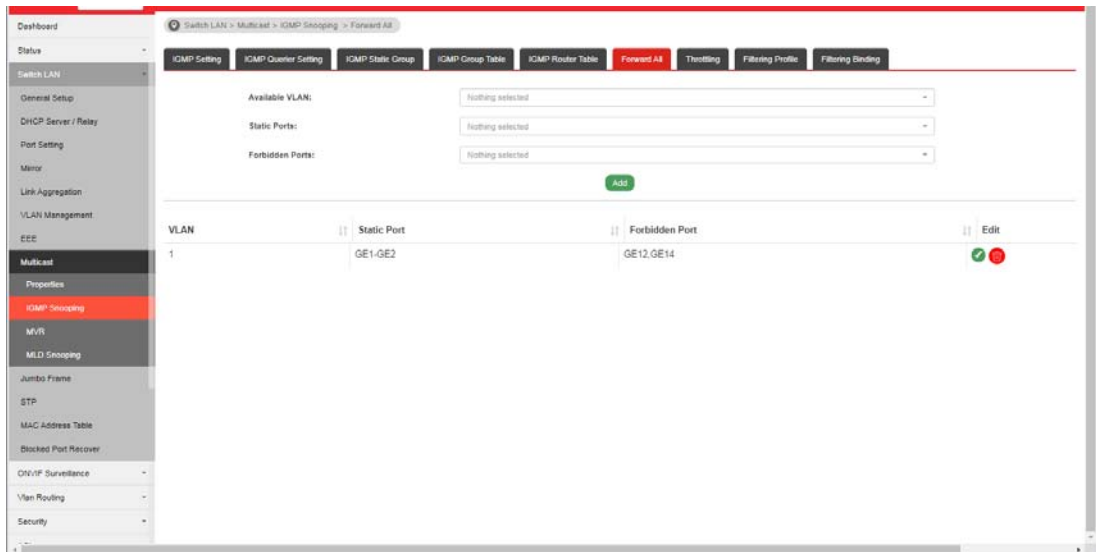 Switch LAN > Multicast > IGMP Snooping > Forward All
Dashboard
Status
Switch LAN
General Setup
DHCP Server / Relay
Port Setting
Mirror
Link Aggregation
VLAN Management
EEE
Multicast
Properties
IGMP Snooping
MVR
MLD Snooping
Jumbo Frame
STP
MAC Address Table
Blocked Port Recover
ONVIF Surveillance
Vlan Routing
Security
IGMP Setting IGMP Querier Setting IGMP Static Group IGMP Group Table IGMP Router Table Forward All Throttling Filtering Profile Filtering Binding
Available VLAN: Nothing selected
Static Ports: Nothing selected
Forbidden Ports: Nothing selected
Add
VLAN Static Port Forbidden Port Edit
1 GE1-GE2 GE12,GE14